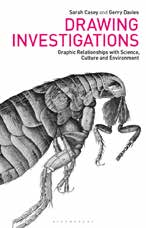 Sarah Casey and Gerry Davies
DRAWING
INVESTIGATIONS
Graphic Relationships with Science,
Culture and Environment
BLOOMSBURY